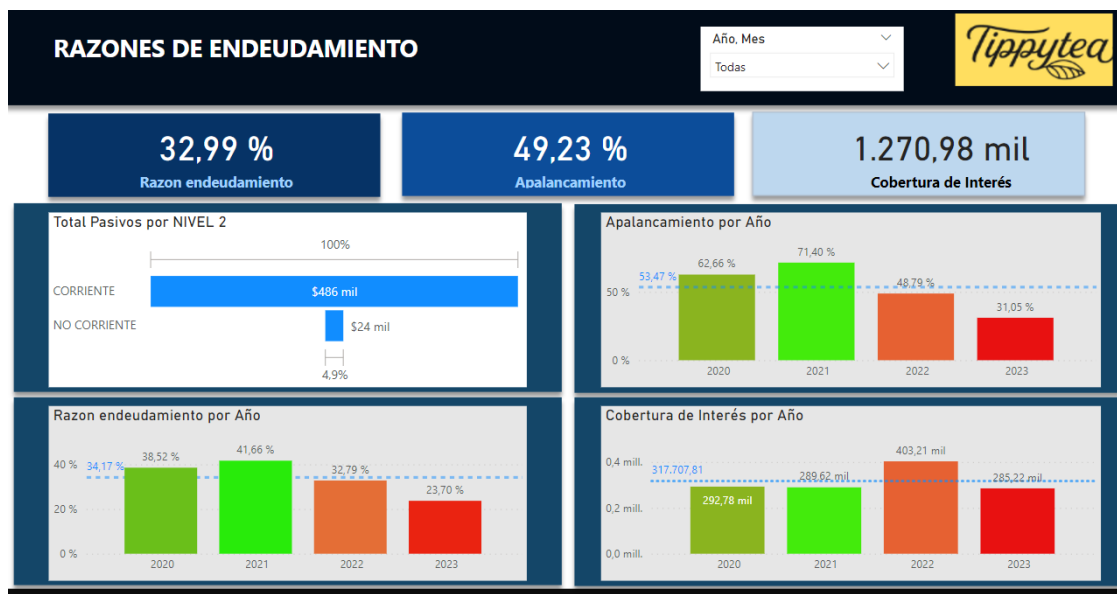 RAZONES DE ENDEUDAMIENTO
Año, Mes
Todas
Tippytea
32,99 %
Razon endeudamiento
49,23 %
Apalancamiento
1.270,98 mil
Cobertura de Interés
Total Pasivos por NIVEL 2
100%
CORRIENTE
$486 mil
NO CORRIENTE
$24 mil
4,9%
Apalancamiento por Año
71,40 %
62,66 %
53,47 %
48,79 %
50 %
31,05 %
0 %
2020 2021 2022 2023
Razon endeudamiento por Año
41,66 %
38,52 %
40 %
34,17 %
32,79 %
23,70 %
20 %
0 %
2020 2021 2022 2023
Cobertura de Interés por Año
403,21 mil
0,4 mill.
317.707,81
289,62 mil
285,22 mil
292,78 mil
0,2 mill.
0,0 mill.
2020 2021 2022 2023